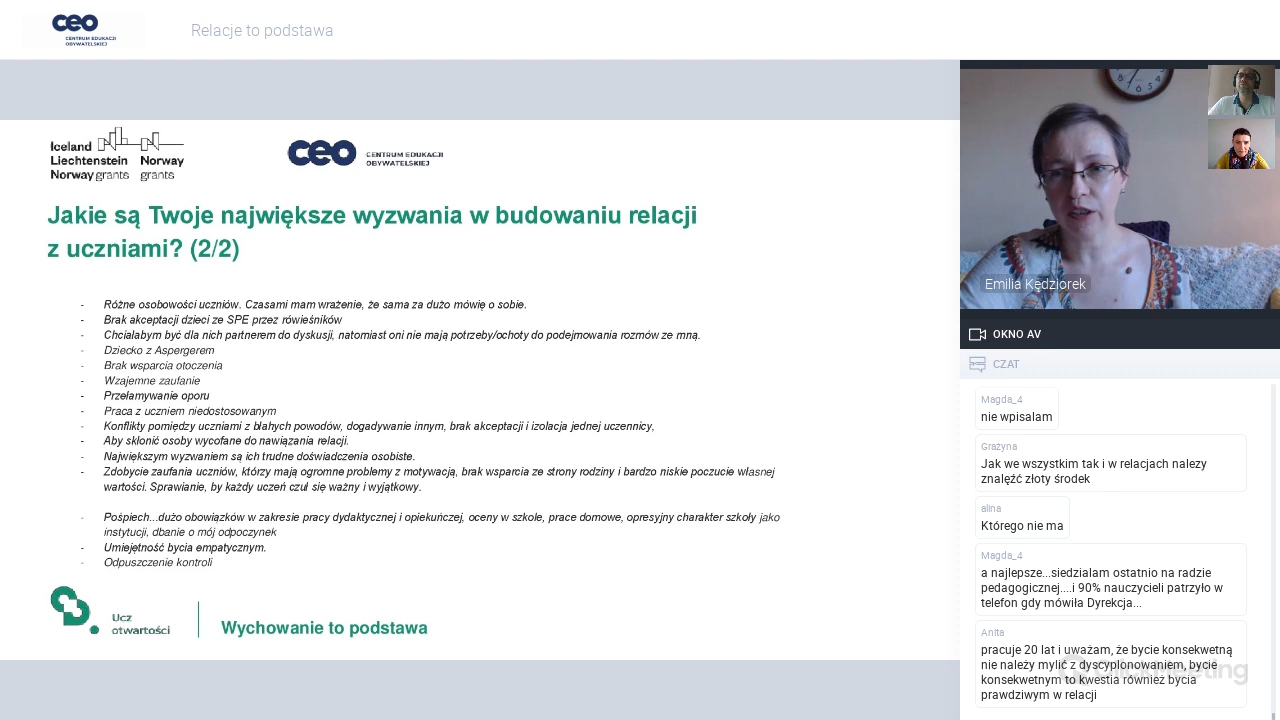 ceo
CENTRUM EDUKACJI
OBYWATELSKIEJ
Relacje to podstawa
Iceland
Liechtenstein Norway
Norway grants grants
ceo
CENTRUM EDUKACJI
OBYWATELSKIEJ
Jakie są Twoje największe wyzwania w budowaniu relacji
z uczniami? (2/2)
- Różne osobowości uczniów. Czasami mam wrażenie, że sama za dużo mówię o sobie.
- Brak akceptacji dzieci ze SPE przez rówieśników
- Chciałabym być dla nich partnerem do dyskusji, natomiast oni nie mają potrzeby/ochoty do podejmowania rozmów ze mną.
- Dziecko z Aspergerem
- Brak wsparcia otoczenia
- Wzajemne zaufanie
- Przełamywanie oporu
- Praca z uczniem niedostosowanym
- Konflikty pomiędzy uczniami z błahych powodów, dogadywanie innym, brak akceptacji i izolacja jednej uczennicy,
- Aby skłonić osoby wycofane do nawiązania relacji.
- Największym wyzwaniem są ich trudne doświadczenia osobiste.
- Zdobycie zaufania uczniów, którzy mają ogromne problemy z motywacją, brak wsparcia ze strony rodziny i bardzo niskie poczucie własnej
wartości. Sprawianie, by każdy uczeń czuł się ważny i wyjątkowy.
- Pośpiech...dużo obowiązków w zakresie pracy dydaktycznej i opiekuńczej, oceny w szkole, prace domowe, opresyjny charakter szkoły jako
instytucji, dbanie o mój odpoczynek
- Umiejętność bycia empatycznym.
- Odpuszczenie kontroli
Ucz
otwartości
Wychowanie to podstawa
Emilia Kędziorek
OKNO AV
CZAT
Magda_4
nie wpisalam
Grażyna
Jak we wszystkim tak i w relacjach nalezy
znaleźć złoty środek
alina
Którego nie ma
Magda_4
a najlepsze...siedzialam ostatnio na radzie
pedagogicznej....i 90% nauczycieli patrzyło w
telefon gdy mówiła Dyrekcja...
Anita
pracuje 20 lat i uważam, że bycie konsekwetną
nie należy mylić z dyscyplonowaniem, bycie
konsekwetnym to kwestia również bycia
prawdziwym w relacji
ClickMeeting